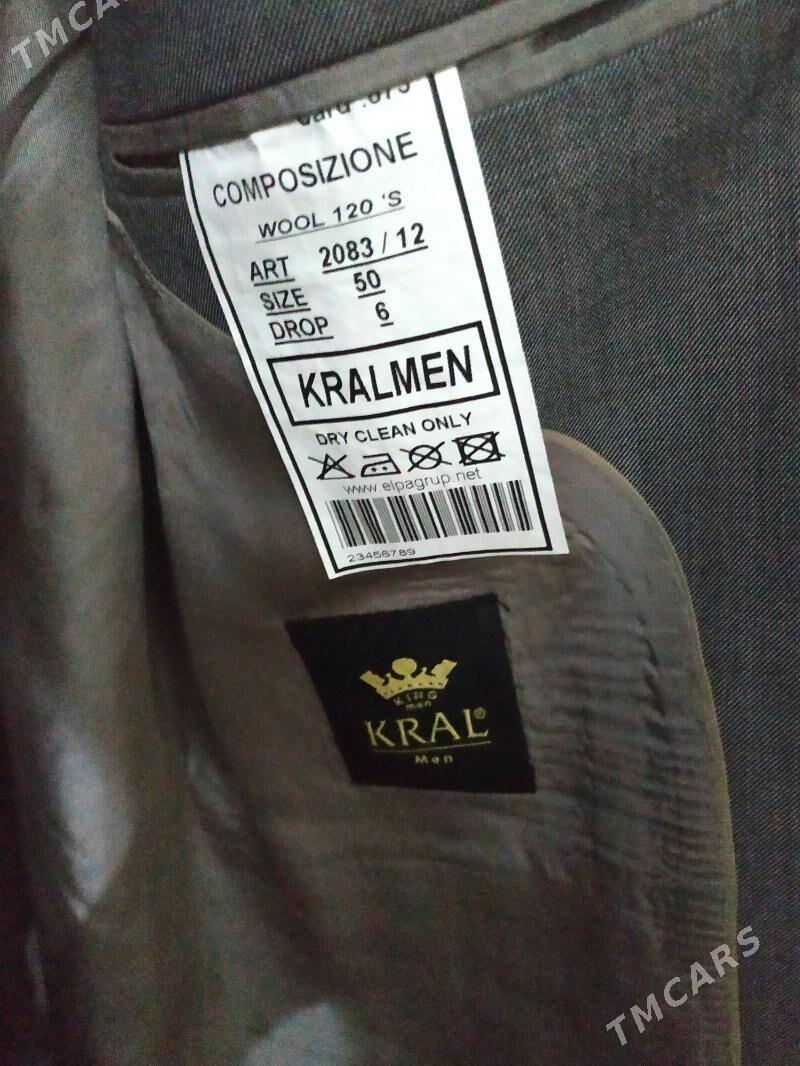 TMCARS
COMPOSIZIONE
WOOL 120 'S
ART 2083 / 12
SIZE 50
DROP 6
KRALMEN
DRY CLEAN ONLY
www.elpagrup.net
23456789
KING
men
KRAL®
Men
TMCARS